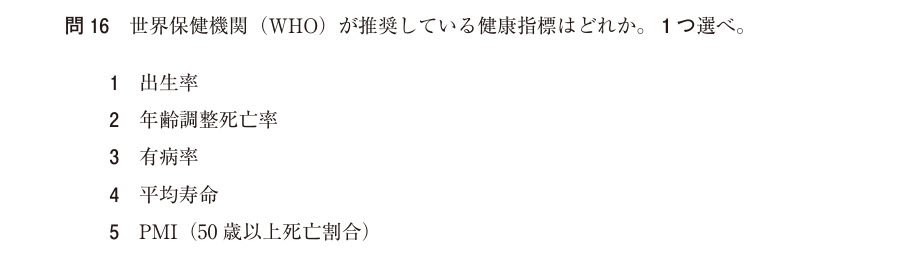 問 16 世界保健機関（WHO）が推奨している健康指標はどれか。1つ選べ。
1 出生率
2 年齢調整死亡率
3 有病率
4 平均寿命
5 PMI（50 歳以上死亡割合）